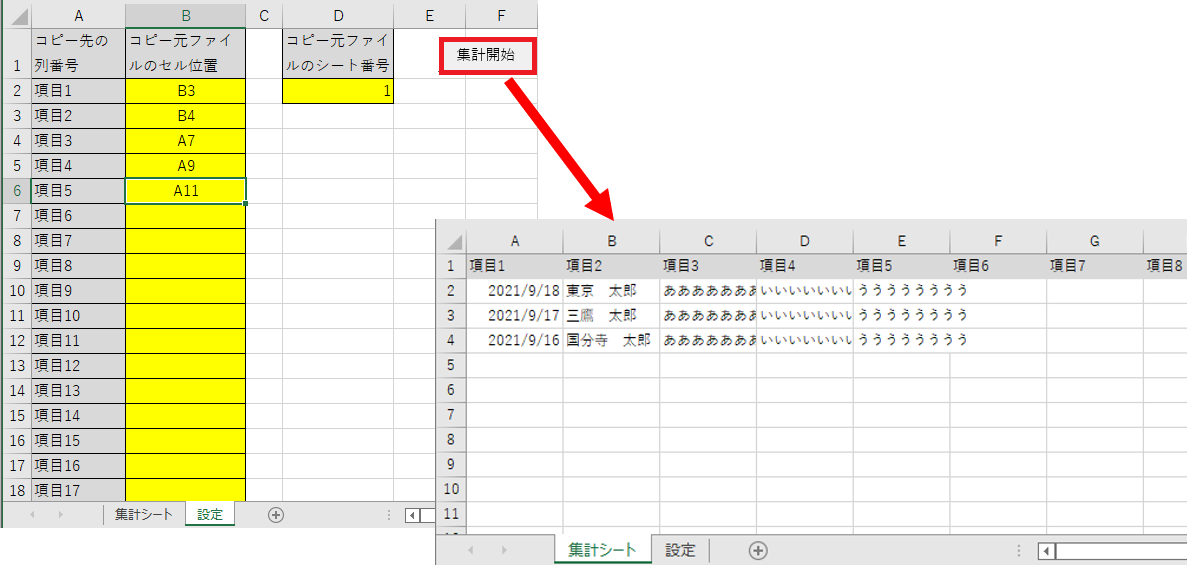 A B C D E F
コピー先の コピー元ファイ コピー元ファイ
1 列番号 ルのセル位置 ルのシート番号 集計開始
2 項目1 B3 1
3 項目2 B4
4 項目3 A7
5 項目4 A9
6 項目5 A11
7 項目6
8 項目7
9 項目8
10 項目9
11 項目10
12 項目11
13 項目12
14 項目13
15 項目14
16 項目15
17 項目16
18 項目17
集計シート 設定
A B C D E F G
1 項目1 項目2 項目3 項目4 項目5 項目6 項目7 項目8
2 2021/9/18 東京 太郎 あああああああ いいいいいいい うううううううう
3 2021/9/17 三鷹 太郎 あああああああ いいいいいいい うううううううう
4 2021/9/16 国分寺 太郎 あああああああ いいいいいいい うううううううう
5
6
7
8
9
10
11
集計シート 設定